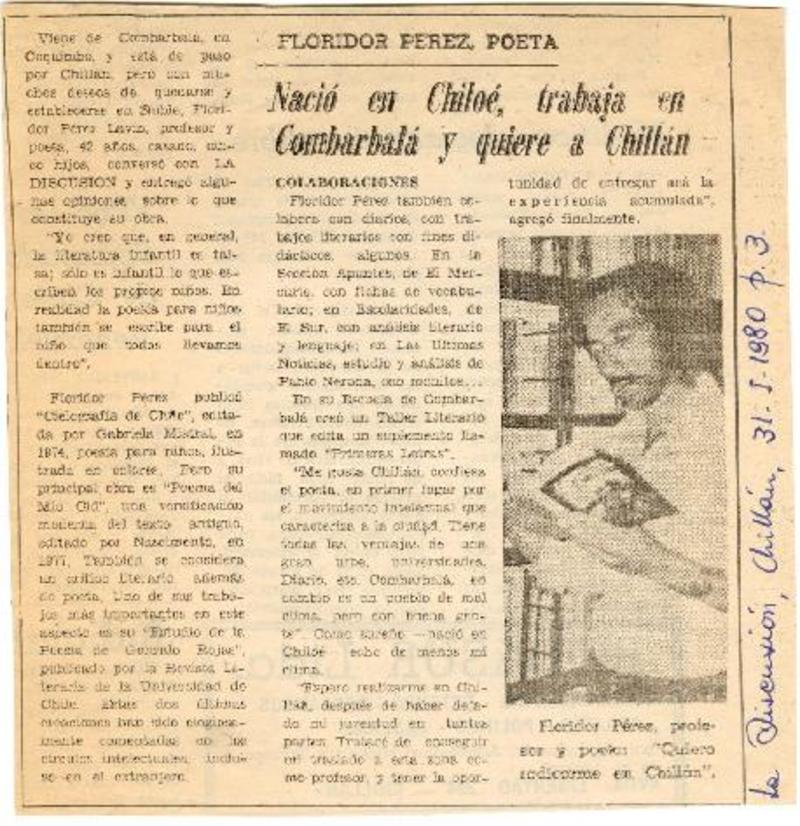 FLORIDOR PEREZ, POETA
Nació en Chiloé, trabaja en
Combarbalá y quiere a Chillán
Viene de Combarbalá, en
Coquimbo, y está de paso
por Chillán, pero con mu-
chos deseos de quedarse y
establecerse en Ñuble, Flori-
dor Pérez Lavín, profesor y
poeta, 42 años, casado, cin-
co hijos, conversó con LA
DISCUSION y entregó algu-
nas opiniones sobre lo que
constituye su obra.
"Yo creo que, en general,
la literatura infantil es fal-
sa; sólo es infantil lo que es-
criben los propios niños. En
realidad la poesía para niños
también se escribe para el
niño que todos llevamos
dentro".
Floridor Pérez publicó
"Cielografía de Chile", edita-
da por Gabriela Mistral, en
1974, poesía para niños, ilus-
trada en colores. Pero su
principal obra es "Poema del
Mío Cid", una versificación
moderna del texto antiguo,
editado por Nascimento, en
1977. También se considera
un crítico literario además
de poeta. Uno de sus traba-
jos más importantes en este
aspecto es su "Estudio de la
Poesía de Gonzalo Rojas",
publicado por la Revista Li-
teraria de la Universidad de
Chile. Estas dos últimas
creaciones han sido elogiosa-
mente comentadas en los
círculos intelectuales, inclu-
so en el extranjero.
COLABORACIONES
Floridor Pérez también co-
labora con diarios, con tra-
bajos literarios con fines di-
dácticos, algunos. En la
Sección Apuntes, de El Mer-
curio, con fichas de vocabu-
lario; en Escolaridades, de
El Sur, con análisis literario
y lenguaje; en Las Ultimas
Noticias, estudio y análisis de
Pablo Neruda, con
En su Escuela de Combar-
balá creó un Taller Literario
que edita un suplemento lla-
mado "Primeras Letras".
"Me gusta Chillán, confiesa
el poeta, en primer lugar por
el movimiento intelectual que
caracteriza a la ciudad. Tiene
todas las ventajas de una
gran urbe, universidades,
Diario, etc. Combarbalá, en
cambio es un pueblo de mal
clima, pero con buena gen-
te". Como sureño —nació en
Chiloé— echo de menos mi
clima.
"Espero realizarme en Chi-
llán, después de haber deja-
do mi juventud en tantas
partes. Trataré de conseguir
mi traslado a esta zona co-
mo profesor, y tener la opor-
tunidad de entregar acá la
experiencia acumulada",
agregó finalmente.
Floridor Pérez, profe-
sor y poeta: "Quiero
radicarme en Chillán".
La Discusión, Chillán, 31-I-1980 p. 3.